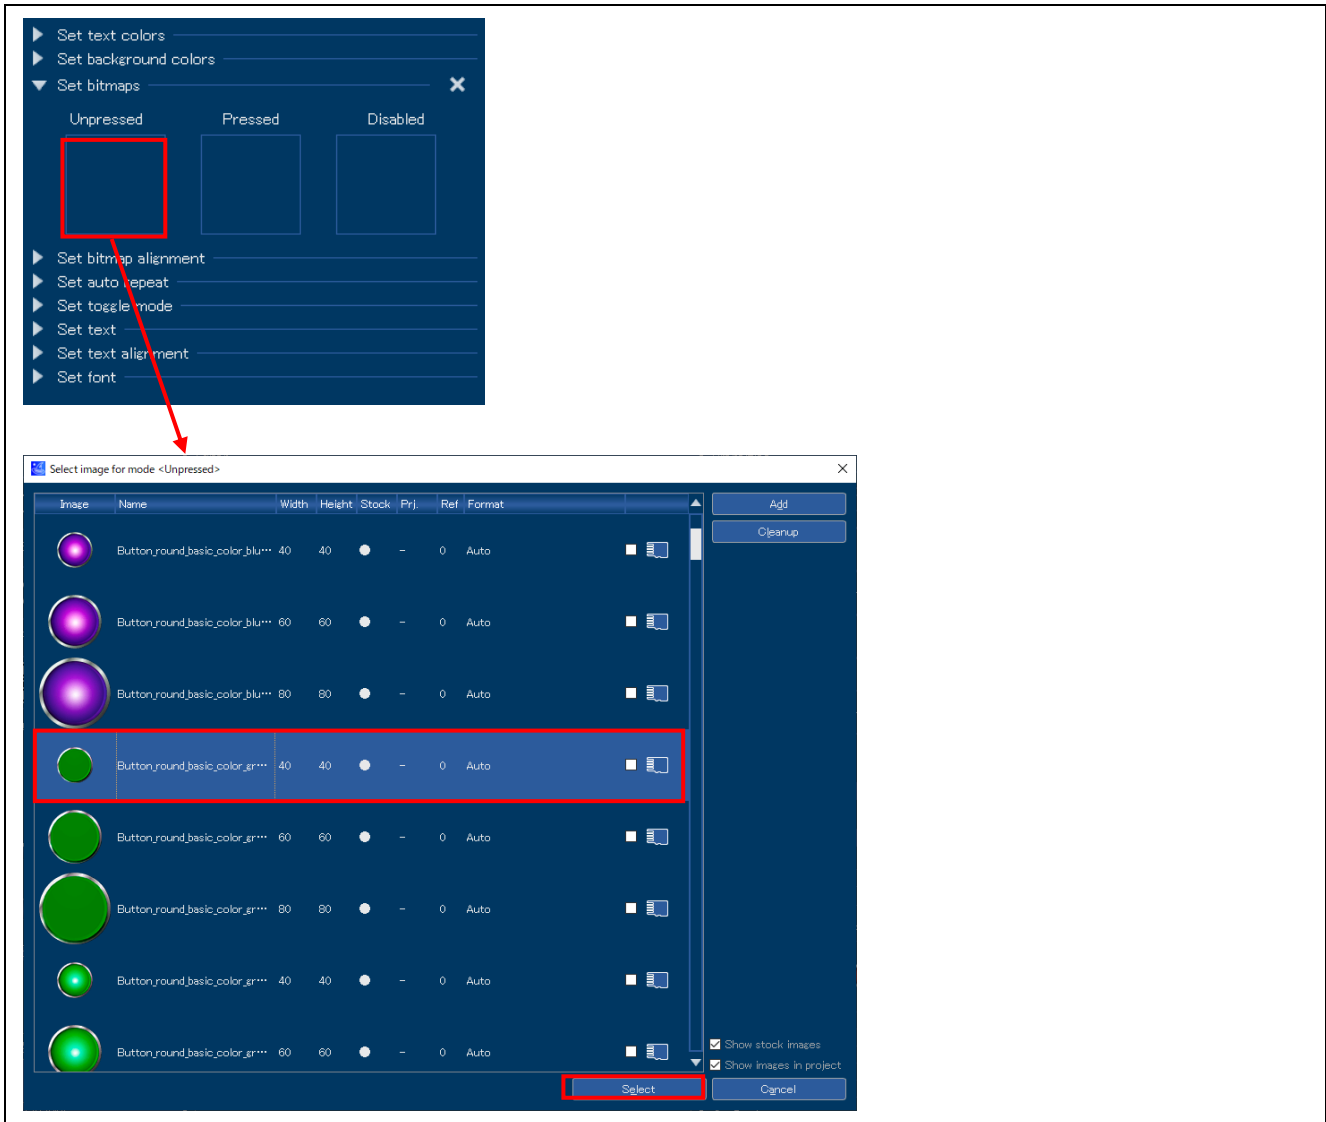 Set text colors
Set background colors
Set bitmaps
Unpressed Pressed Disabled
Set bitmap alignment
Set auto repeat
Set toggle mode
Set text
Set text alignment
Set font
Select image for mode <Unpressed>
Image Name Width Height Stock Prj. Ref Format
Add
Cleanup
Button_round_basic_color_blu… 40 40 – 0 Auto
Button_round_basic_color_blu… 60 60 – 0 Auto
Button_round_basic_color_blu… 80 80 – 0 Auto
Button_round_basic_color_gr… 40 40 – 0 Auto
Button_round_basic_color_gr… 60 60 – 0 Auto
Button_round_basic_color_gr… 80 80 – 0 Auto
Button_round_basic_color_gr… 40 40 – 0 Auto
Button_round_basic_color_gr… 60 60 – 0 Auto
Show stock images
Show images in project
Select Cancel